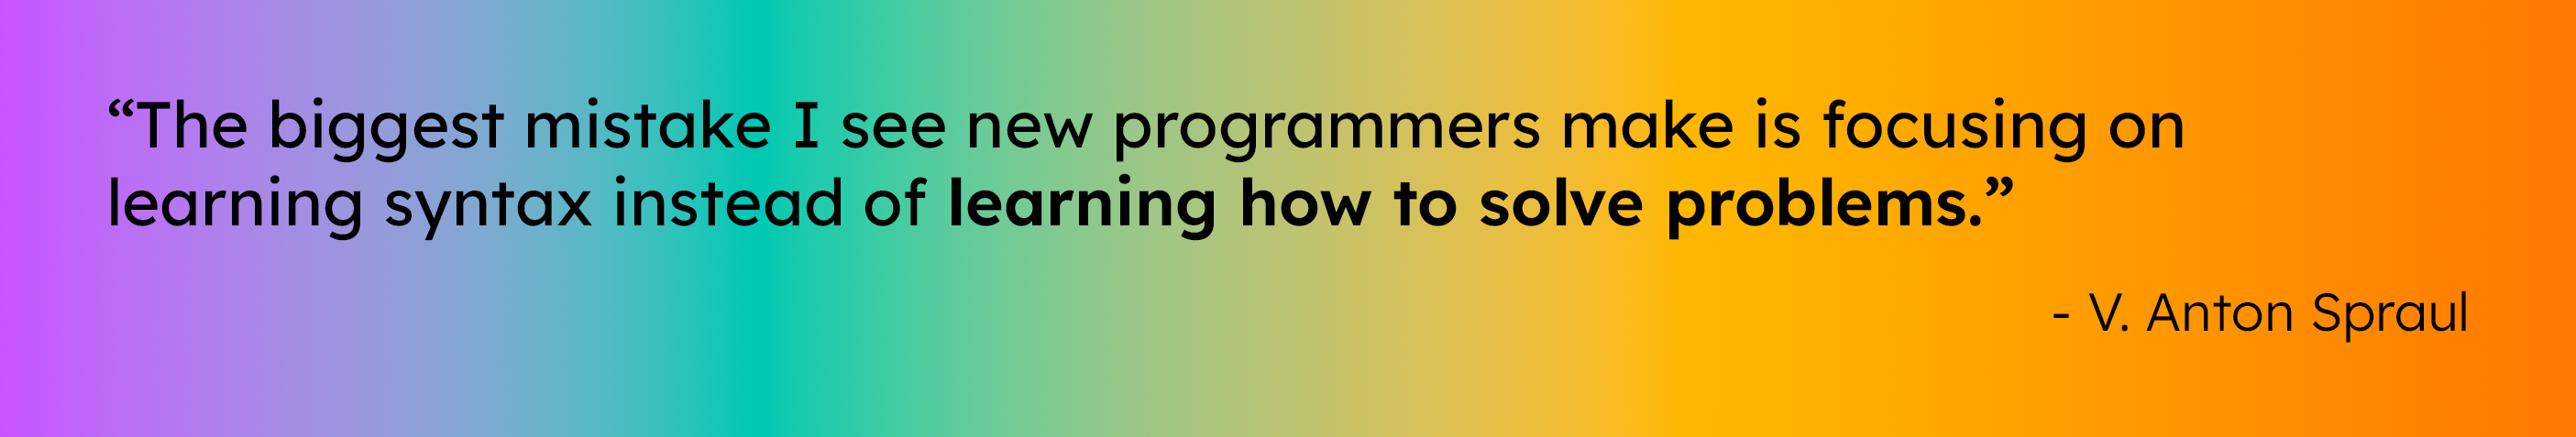 “The biggest mistake I see new programmers make is focusing on
learning syntax instead of learning how to solve problems.”
- V. Anton Spraul